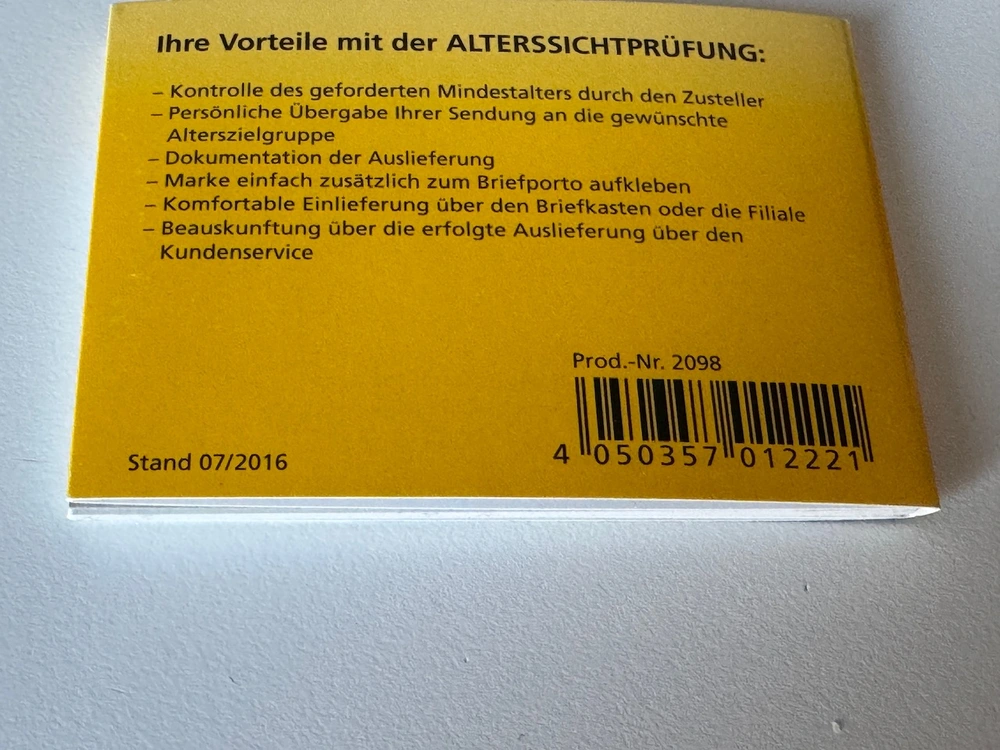 Ihre Vorteile mit der ALTERSSICHTPRÜFUNG:
– Kontrolle des geforderten Mindestalters durch den Zusteller
– Persönliche Übergabe Ihrer Sendung an die gewünschte
Alterszielgruppe
– Dokumentation der Auslieferung
– Marke einfach zusätzlich zum Briefporto aufkleben
– Komfortable Einlieferung über den Briefkasten oder die Filiale
– Beauskunftung über die erfolgte Auslieferung über den
Kundenservice
Prod.-Nr. 2098
Stand 07/2016
4 050357 012221